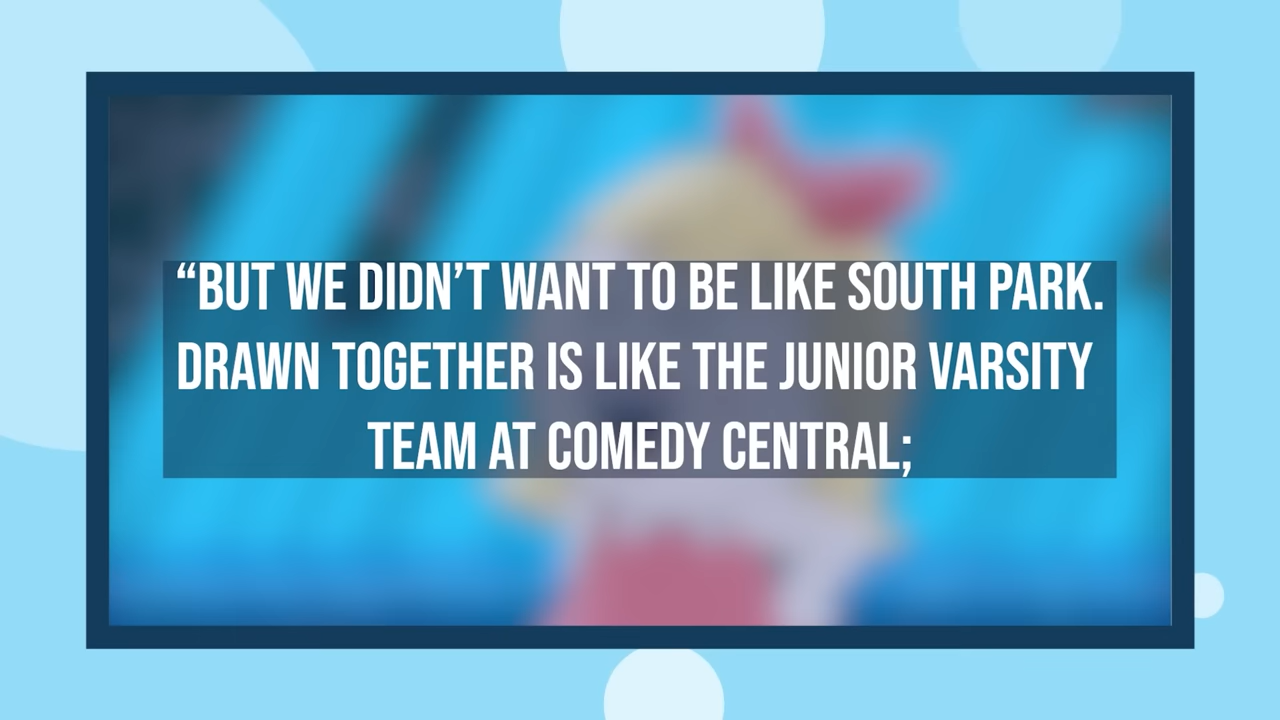 “BUT WE DIDN’T WANT TO BE LIKE SOUTH PARK.
DRAWN TOGETHER IS LIKE THE JUNIOR VARSITY
TEAM AT COMEDY CENTRAL;